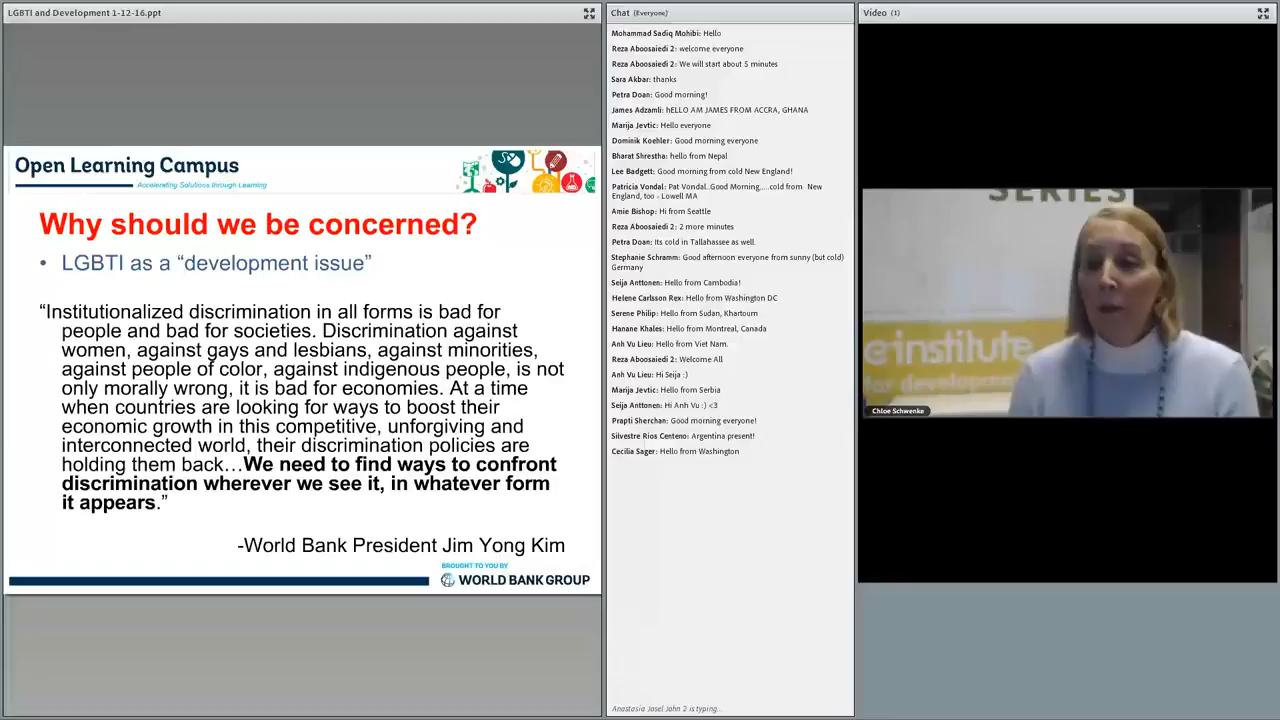 LGBTI and Development 1-12-16.ppt
Open Learning Campus
Accelerating Solutions through Learning
Why should we be concerned?
• LGBTI as a “development issue”
“Institutionalized discrimination in all forms is bad for
people and bad for societies. Discrimination against
women, against gays and lesbians, against minorities,
against people of color, against indigenous people, is not
only morally wrong, it is bad for economies. At a time
when countries are looking for ways to boost their
economic growth in this competitive, unforgiving and
interconnected world, their discrimination policies are
holding them back…We need to find ways to confront
discrimination wherever we see it, in whatever form
it appears.”
-World Bank President Jim Yong Kim
BROUGHT TO YOU BY
WORLD BANK GROUP
Chat (Everyone)
Mohammad Sadiq Mohibi: Hello
Reza Aboosaiedi 2: welcome everyone
Reza Aboosaiedi 2: We will start about 5 minutes
Sara Akbar: thanks
Petra Doan: Good morning!
James Adzamli: hELLO AM JAMES FROM ACCRA, GHANA
Marija Jevtic: Hello everyone
Dominik Koehler: Good morning everyone
Bharat Shrestha: hello from Nepal
Lee Badgett: Good morning from cold New England!
Patricia Vondal: Pat Vondal..Good Morning.....cold from New
England, too - Lowell MA
Amie Bishop: Hi from Seattle
Reza Aboosaiedi 2: 2 more minutes
Petra Doan: Its cold in Tallahassee as well.
Stephanie Schramm: Good afternoon everyone from sunny (but cold)
Germany
Seija Anttonen: Hello from Cambodia!
Helene Carlsson Rex: Hello from Washington DC
Serene Philip: Hello from Sudan, Khartoum
Hanane Khales: Hello from Montreal, Canada
Anh Vu Lieu: Hello from Viet Nam.
Reza Aboosaiedi 2: Welcome All
Anh Vu Lieu: Hi Seija :)
Marija Jevtic: Hello from Serbia
Seija Anttonen: Hi Anh Vu :) <3
Prapti Sherchan: Good morning everyone!
Silvestre Rios Centeno: Argentina present!
Cecilia Sager: Hello from Washington
Anastasia Josel John 2 is typing...
Video (1)
SERIES
e-institute
for development
Chloe Schwenke